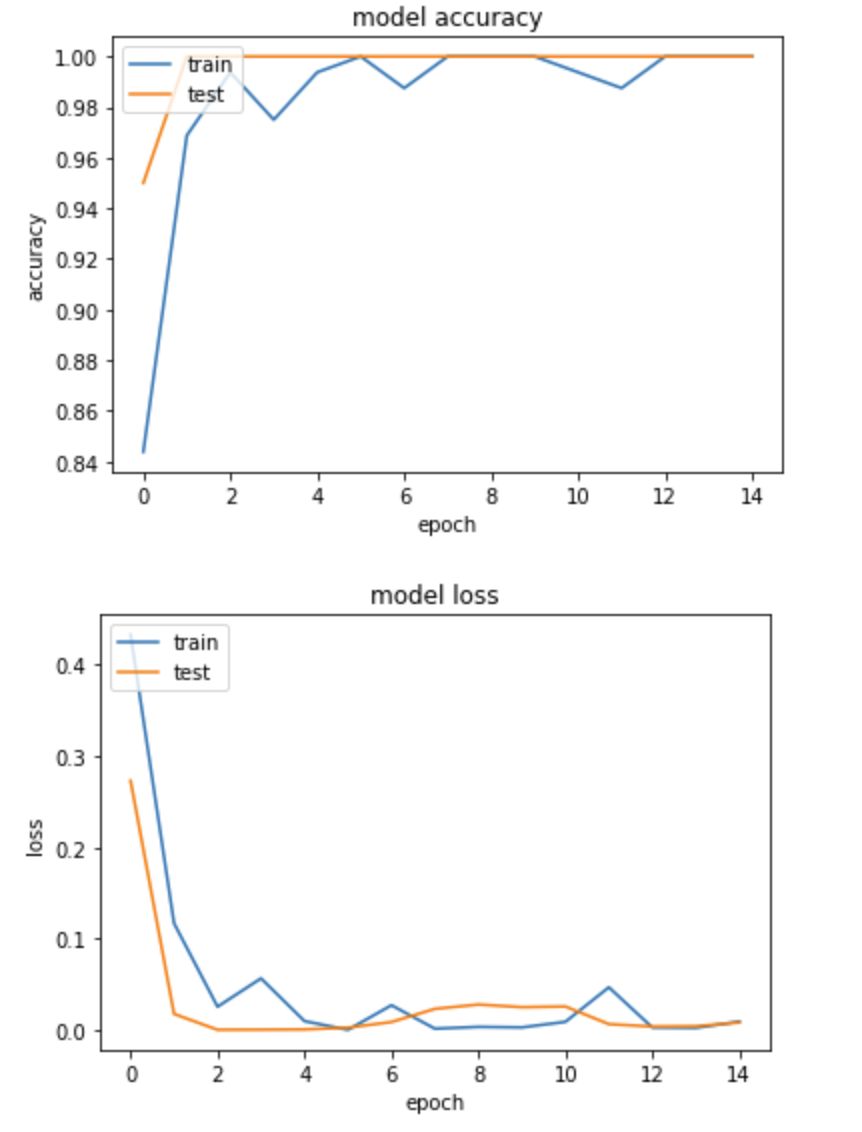 model accuracy
train
test
1.00
0.98
0.96
0.94
0.92
0.90
0.88
0.86
0.84
accuracy
0 2 4 6 8 10 12 14
epoch
model loss
train
test
0.4
0.3
0.2
0.1
0.0
loss
0 2 4 6 8 10 12 14
epoch